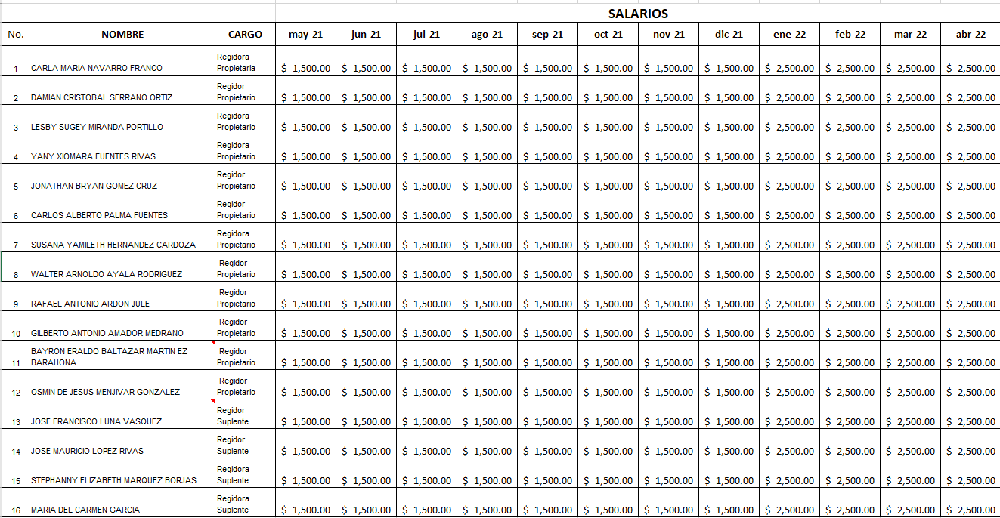 SALARIOS
No. NOMBRE CARGO may-21 jun-21 jul-21 ago-21 sep-21 oct-21 nov-21 dic-21 ene-22 feb-22 mar-22 abr-22
Regidora
1 CARLA MARIA NAVARRO FRANCO Propietaria $ 1,500.00 $ 1,500.00 $ 1,500.00 $ 1,500.00 $ 1,500.00 $ 1,500.00 $ 1,500.00 $ 1,500.00 $ 2,500.00 $ 2,500.00 $ 2,500.00 $ 2,500.00
Regidor
2 DAMIAN CRISTOBAL SERRANO ORTIZ Propietario $ 1,500.00 $ 1,500.00 $ 1,500.00 $ 1,500.00 $ 1,500.00 $ 1,500.00 $ 1,500.00 $ 1,500.00 $ 2,500.00 $ 2,500.00 $ 2,500.00 $ 2,500.00
Regidora
3 LESBY SUGEY MIRANDA PORTILLO Propietario $ 1,500.00 $ 1,500.00 $ 1,500.00 $ 1,500.00 $ 1,500.00 $ 1,500.00 $ 1,500.00 $ 1,500.00 $ 2,500.00 $ 2,500.00 $ 2,500.00 $ 2,500.00
Regidora
4 YANY XIOMARA FUENTES RIVAS Propietario $ 1,500.00 $ 1,500.00 $ 1,500.00 $ 1,500.00 $ 1,500.00 $ 1,500.00 $ 1,500.00 $ 1,500.00 $ 2,500.00 $ 2,500.00 $ 2,500.00 $ 2,500.00
Regidor
5 JONATHAN BRYAN GOMEZ CRUZ Propietario $ 1,500.00 $ 1,500.00 $ 1,500.00 $ 1,500.00 $ 1,500.00 $ 1,500.00 $ 1,500.00 $ 1,500.00 $ 2,500.00 $ 2,500.00 $ 2,500.00 $ 2,500.00
Regidor
6 CARLOS ALBERTO PALMA FUENTES Propietario $ 1,500.00 $ 1,500.00 $ 1,500.00 $ 1,500.00 $ 1,500.00 $ 1,500.00 $ 1,500.00 $ 1,500.00 $ 2,500.00 $ 2,500.00 $ 2,500.00 $ 2,500.00
Regidora
7 SUSANA YAMILETH HERNANDEZ CARDOZA Propietario $ 1,500.00 $ 1,500.00 $ 1,500.00 $ 1,500.00 $ 1,500.00 $ 1,500.00 $ 1,500.00 $ 1,500.00 $ 2,500.00 $ 2,500.00 $ 2,500.00 $ 2,500.00
Regidor
8 WALTER ARNOLDO AYALA RODRIGUEZ Propietario $ 1,500.00 $ 1,500.00 $ 1,500.00 $ 1,500.00 $ 1,500.00 $ 1,500.00 $ 1,500.00 $ 1,500.00 $ 2,500.00 $ 2,500.00 $ 2,500.00 $ 2,500.00
Regidor
9 RAFAEL ANTONIO ARDON JULE Propietario $ 1,500.00 $ 1,500.00 $ 1,500.00 $ 1,500.00 $ 1,500.00 $ 1,500.00 $ 1,500.00 $ 1,500.00 $ 2,500.00 $ 2,500.00 $ 2,500.00 $ 2,500.00
Regidor
10 GILBERTO ANTONIO AMADOR MEDRANO Propietario $ 1,500.00 $ 1,500.00 $ 1,500.00 $ 1,500.00 $ 1,500.00 $ 1,500.00 $ 1,500.00 $ 1,500.00 $ 2,500.00 $ 2,500.00 $ 2,500.00 $ 2,500.00
BAYRON ERALDO BALTAZAR MARTIN EZ Regidor
11 BARAHONA Propietario $ 1,500.00 $ 1,500.00 $ 1,500.00 $ 1,500.00 $ 1,500.00 $ 1,500.00 $ 1,500.00 $ 1,500.00 $ 2,500.00 $ 2,500.00 $ 2,500.00 $ 2,500.00
Regidor
12 OSMIN DE JESUS MENJIVAR GONZALEZ Propietario $ 1,500.00 $ 1,500.00 $ 1,500.00 $ 1,500.00 $ 1,500.00 $ 1,500.00 $ 1,500.00 $ 1,500.00 $ 2,500.00 $ 2,500.00 $ 2,500.00 $ 2,500.00
Regidor
13 JOSE FRANCISCO LUNA VASQUEZ Suplente $ 1,500.00 $ 1,500.00 $ 1,500.00 $ 1,500.00 $ 1,500.00 $ 1,500.00 $ 1,500.00 $ 1,500.00 $ 2,500.00 $ 2,500.00 $ 2,500.00 $ 2,500.00
Regidor
14 JOSE MAURICIO LOPEZ RIVAS Suplente $ 1,500.00 $ 1,500.00 $ 1,500.00 $ 1,500.00 $ 1,500.00 $ 1,500.00 $ 1,500.00 $ 1,500.00 $ 2,500.00 $ 2,500.00 $ 2,500.00 $ 2,500.00
Regidora
15 STEPHANNY ELIZABETH MARQUEZ BORJAS Suplente $ 1,500.00 $ 1,500.00 $ 1,500.00 $ 1,500.00 $ 1,500.00 $ 1,500.00 $ 1,500.00 $ 1,500.00 $ 2,500.00 $ 2,500.00 $ 2,500.00 $ 2,500.00
Regidora
16 MARIA DEL CARMEN GARCIA Suplente $ 1,500.00 $ 1,500.00 $ 1,500.00 $ 1,500.00 $ 1,500.00 $ 1,500.00 $ 1,500.00 $ 1,500.00 $ 2,500.00 $ 2,500.00 $ 2,500.00 $ 2,500.00